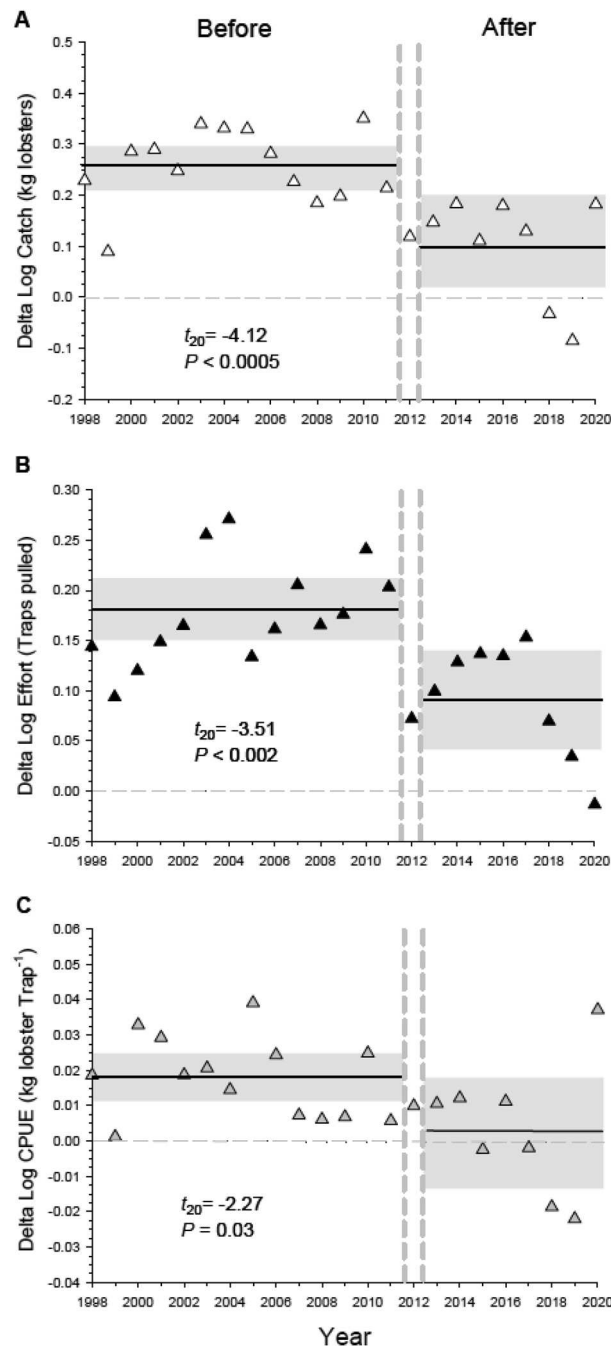 A
Before
After
Delta Log Catch (kg lobsters)
0.5
0.4
0.3
0.2
0.1
0.0
-0.1
-0.2
t20= -4.12
P < 0.0005
1998 2000 2002 2004 2006 2008 2010 2012 2014 2016 2018 2020
B
Delta Log Effort (Traps pulled)
0.30
0.25
0.20
0.15
0.10
0.05
0.00
-0.05
t20= -3.51
P < 0.002
1998 2000 2002 2004 2006 2008 2010 2012 2014 2016 2018 2020
C
Delta Log CPUE (kg lobster Trap-1)
0.06
0.05
0.04
0.03
0.02
0.01
0.00
-0.01
-0.02
-0.03
-0.04
t20= -2.27
P = 0.03
1998 2000 2002 2004 2006 2008 2010 2012 2014 2016 2018 2020
Year